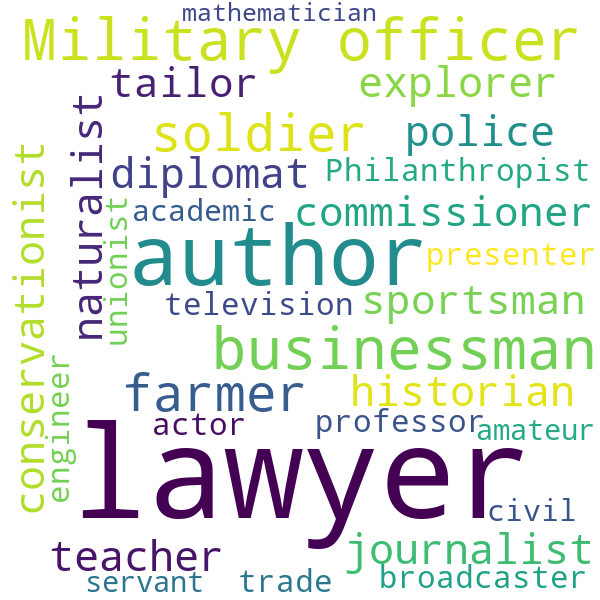 mathematician
Military officer
tailor
explorer
soldier
police
naturalist
diplomat
Philanthropist
conservationist
academic
commissioner
unionist
author
presenter
television
sportsman
businessman
engineer
farmer
historian
actor
professor
amateur
lawyer
civil
teacher
journalist
servant
trade
broadcaster